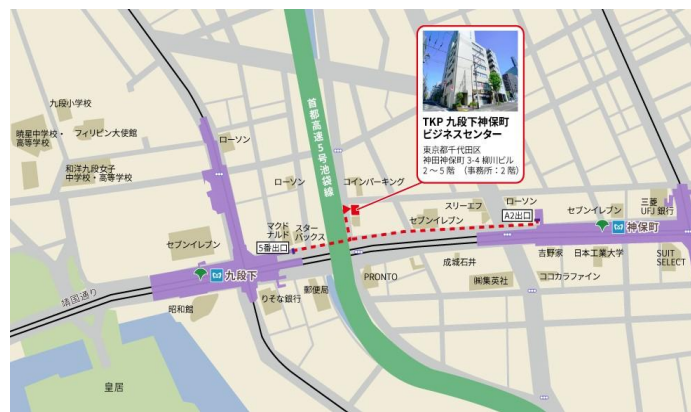 九段小学校
暁星中学校・
高等学校
フィリピン大使館
和洋九段女子
中学校・高等学校
ローソン
首都高速5号池袋線
ローソン
コインパーキング
TKP 九段下神保町
ビジネスセンター
東京都千代田区
神田神保町 3-4 柳川ビル
2～5 階 （事務所：2 階）
スリーエフ
ローソン
A2出口
セブンイレブン
セブンイレブン
三菱
UFJ 銀行
神保町
マクド
ナルド
スター
バックス
5番出口
セブンイレブン
九段下
靖国通り
昭和館
りそな銀行
郵便局
PRONTO
成城石井
㈱集英社
吉野家
日本工業大学
ココカラファイン
SUIT
SELECT
皇居